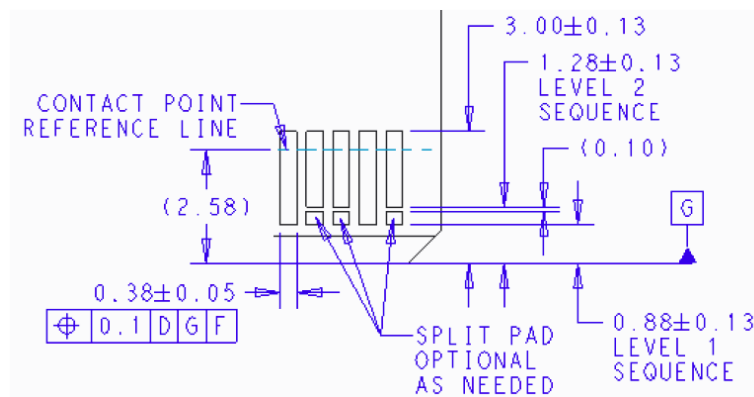 3.00±0.13
1.28±0.13
LEVEL 2
SEQUENCE
CONTACT POINT
REFERENCE LINE
(0.10)
(2.58)
G
0.38±0.05
⌖ 0.1 D G F
SPLIT PAD
OPTIONAL
AS NEEDED
0.88±0.13
LEVEL 1
SEQUENCE